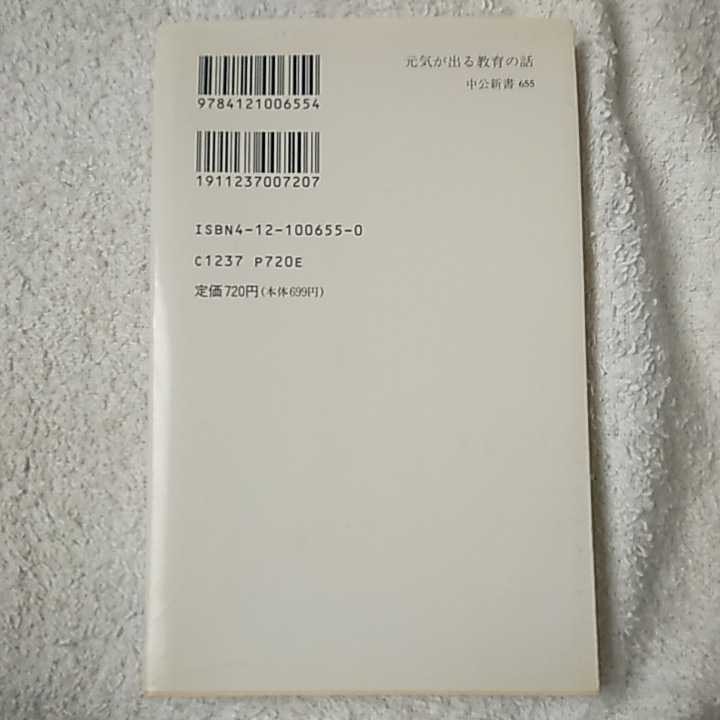 元気が出る教育の話
中公新書 655
9784121006554
1911237007207
ISBN4-12-100655-0
C1237 P720E
定価720円(本体699円)